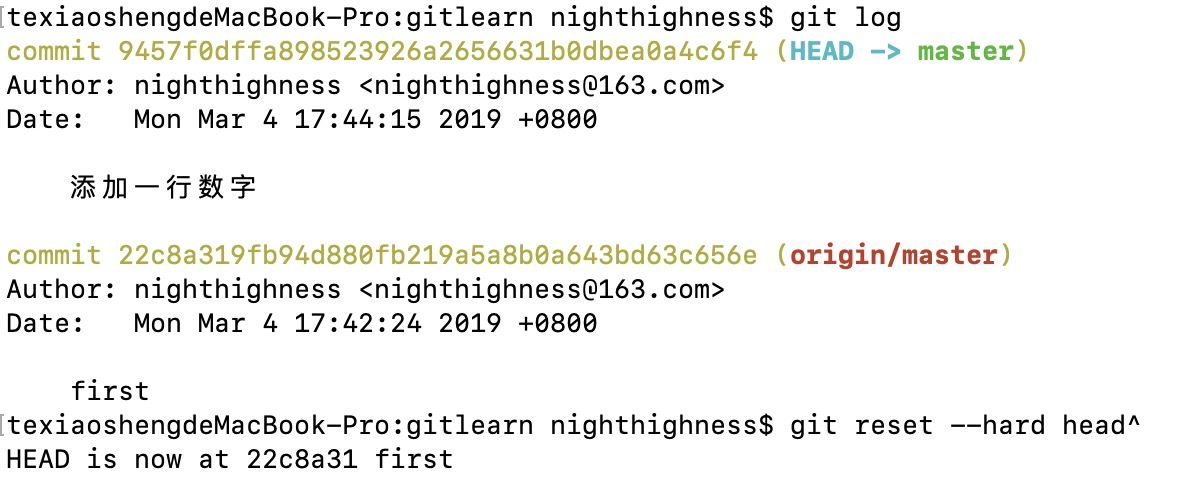 texiaoshengdeMacBook-Pro:gitlearn nighthighness$ git log
commit 9457f0dffa898523926a2656631b0dbea0a4c6f4 (HEAD -> master)
Author: nighthighness <nighthighness@163.com>
Date:   Mon Mar 4 17:44:15 2019 +0800
添加一行数字
commit 22c8a319fb94d880fb219a5a8b0a643bd63c656e (origin/master)
Author: nighthighness <nighthighness@163.com>
Date:   Mon Mar 4 17:42:24 2019 +0800
first
texiaoshengdeMacBook-Pro:gitlearn nighthighness$ git reset --hard head^
HEAD is now at 22c8a31 first